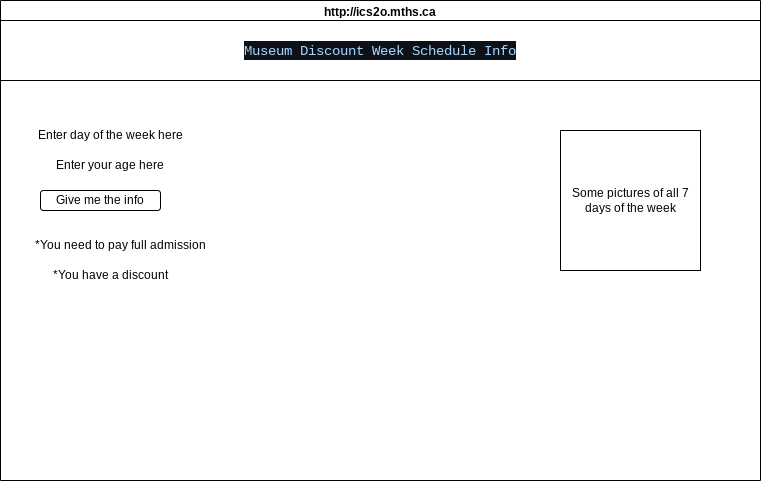 http://ics2o.mths.ca
Museum Discount Week Schedule Info
Enter day of the week here
Enter your age here
Give me the info
*You need to pay full admission
*You have a discount
Some pictures of all 7
days of the week